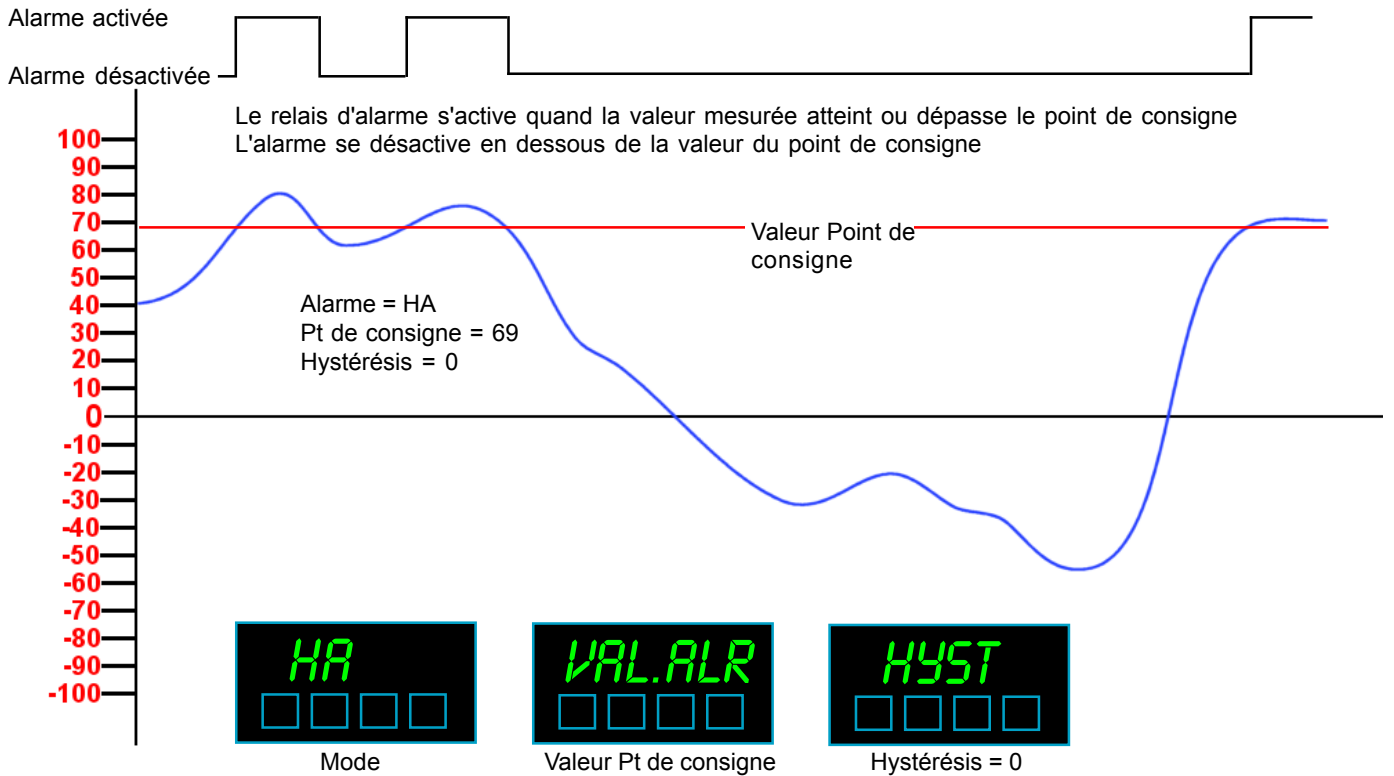 Alarme activée
Alarme désactivée
Le relais d'alarme s'active quand la valeur mesurée atteint ou dépasse le point de consigne
L'alarme se désactive en dessous de la valeur du point de consigne
100
90
80
70
60
50
40
30
20
10
0
-10
-20
-30
-40
-50
-60
-70
-80
-90
-100
Valeur Point de
consigne
Alarme = HA
Pt de consigne = 69
Hystérésis = 0
HA
VAL.ALR
HYST
Mode
Valeur Pt de consigne
Hystérésis = 0